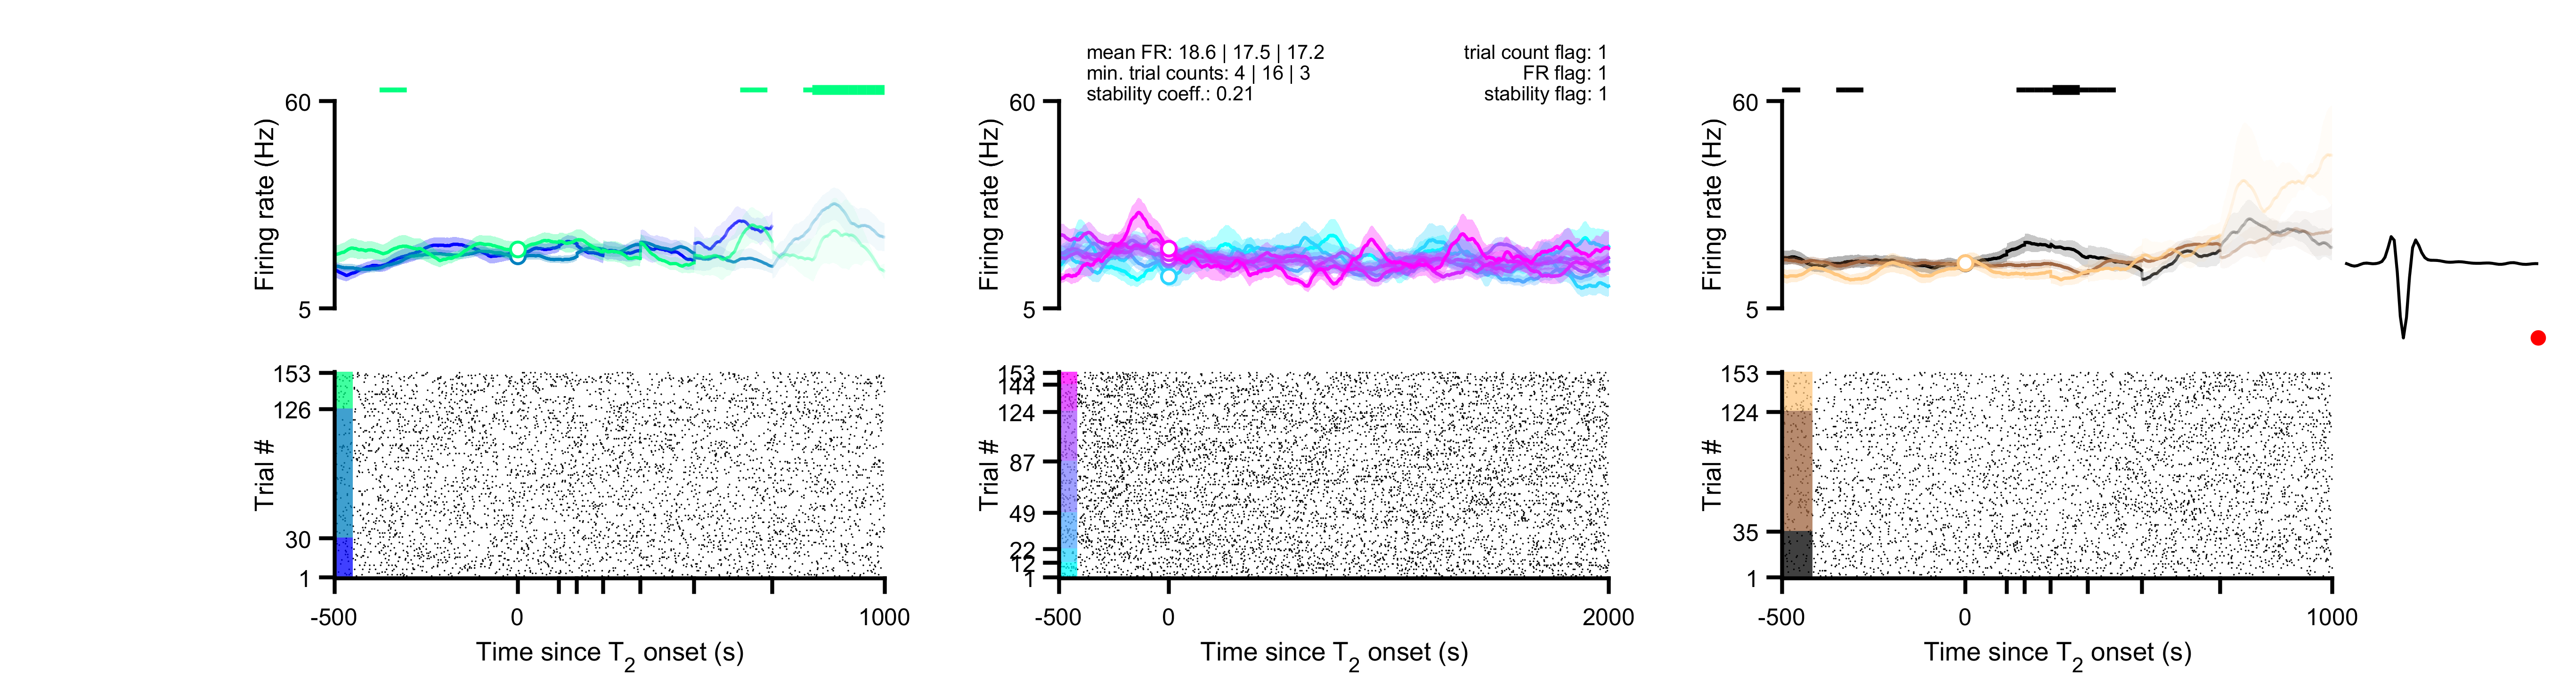 mean FR: 18.6 | 17.5 | 17.2
min. trial counts: 4 | 16 | 3
stability coeff.: 0.21
trial count flag: 1
FR flag: 1
stability flag: 1
60
Firing rate (Hz)
5
60
Firing rate (Hz)
5
60
Firing rate (Hz)
5
153
126
Trial #
30
1
-500
0
1000
Time since T2 onset (s)
153
144
124
87
Trial #
49
22
12
1
-500
0
2000
Time since T2 onset (s)
153
124
Trial #
35
1
-500
0
1000
Time since T2 onset (s)